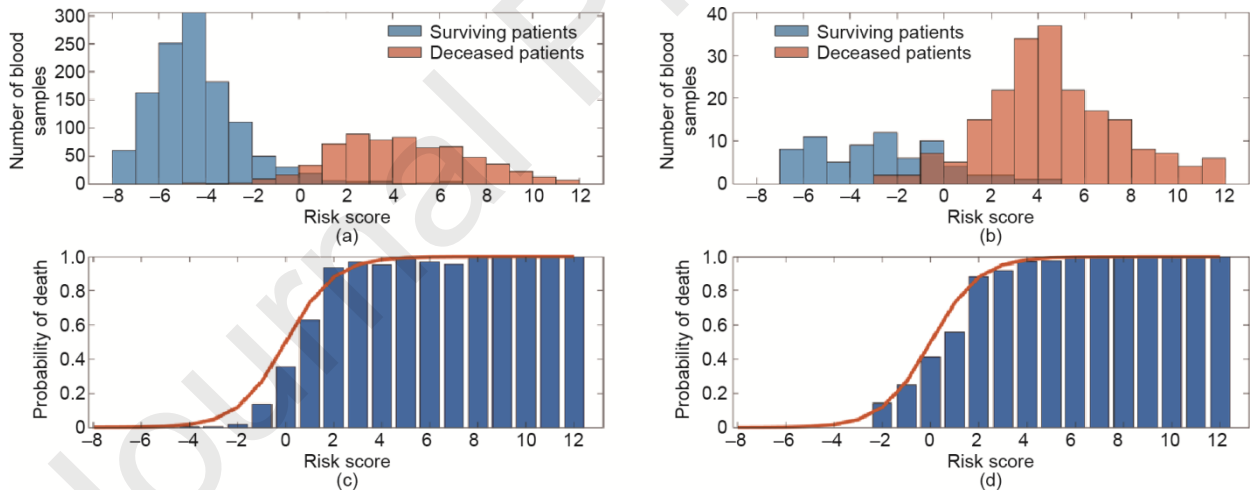 300
250
Surviving patients
Deceased patients
150
100
50
0
Number of blood
samples
–8 –6 –4 –2 0 2 4 6 8 10 12
Risk score
(a)
40
30
20
10
0
Surviving patients
Deceased patients
Number of blood
samples
–8 –6 –4 –2 0 2 4 6 8 10 12
Risk score
(b)
1.0
0.8
0.6
0.4
0.2
0
Probability of death
–8 –6 –4 –2 0 2 4 6 8 10 12
Risk score
(c)
1.0
0.8
0.6
0.4
0.2
0
Probability of death
–8 –6 –4 –2 0 2 4 6 8 10 12
Risk score
(d)
Journal P